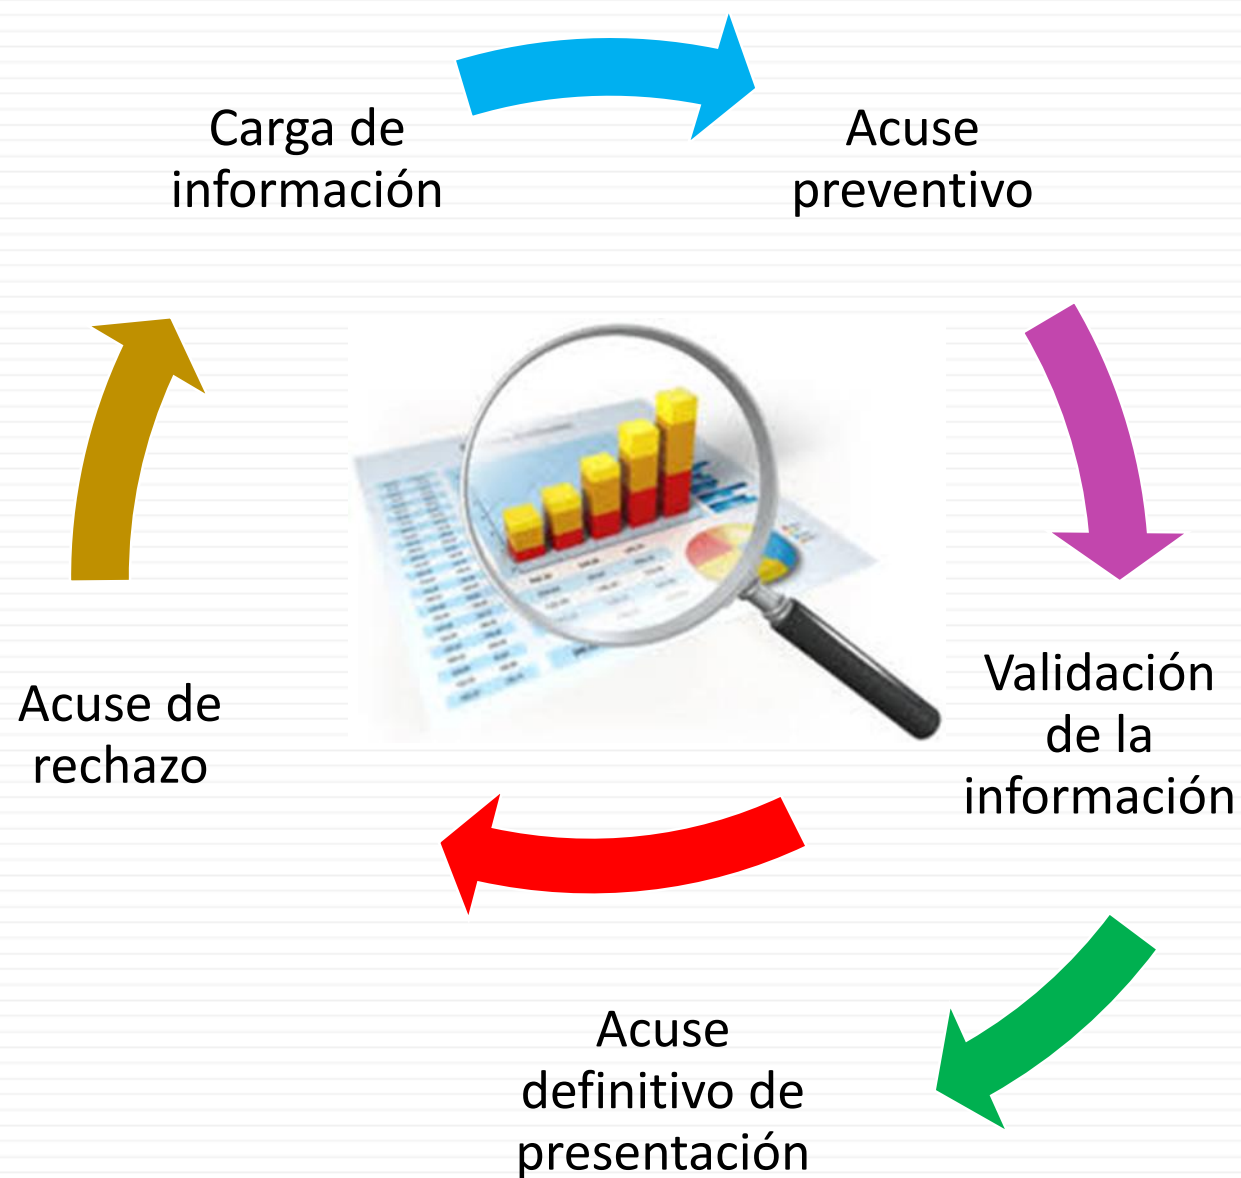 Carga de
información
Acuse
preventivo
Validación
de la
información
Acuse de
rechazo
Acuse
definitivo de
presentación